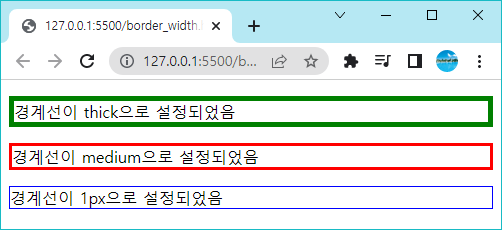 127.0.0.1:5500/border_width.
127.0.0.1:5500/b...
경계선이 thick으로 설정되었음
경계선이 medium으로 설정되었음
경계선이 1px으로 설정되었음